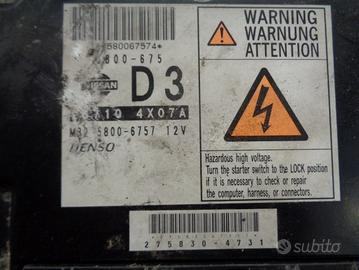 580067574*
800-675
NISSAN
D3
10 4X07A
5800-6757 12V
DENSO
275830-4731
WARNING
WARNUNG
ATTENTION
Hazardous high voltage.
Turn the starter switch to the LOCK position
if it is necessary to check or repair
the computer, harness, or connectors.
subito